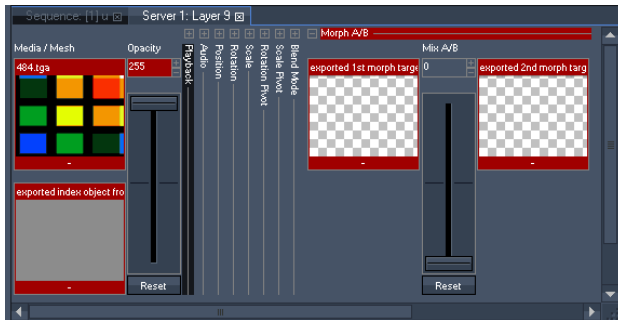 Sequence: [1] u
Server 1: Layer 9
Media / Mesh
Opacity
Playback
Audio
Position
Rotation
Scale
Rotation Pivot
Scale Pivot
Blend Mode
Morph A/B
Mix A/B
484.tga
255
exported 1st morph targe
0
exported 2nd morph targ
-
-
-
exported index object fro
-
Reset
Reset